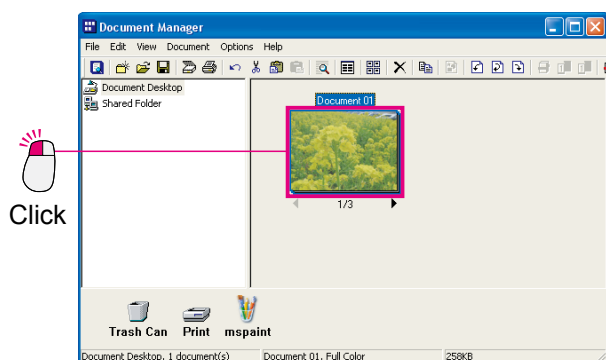 Document Manager
File Edit View Document Options Help
Document Desktop
Shared Folder
Document 01
1/3
Click
Trash Can Print mspaint
Document Desktop, 1 document(s) Document 01, Full Color 258KB